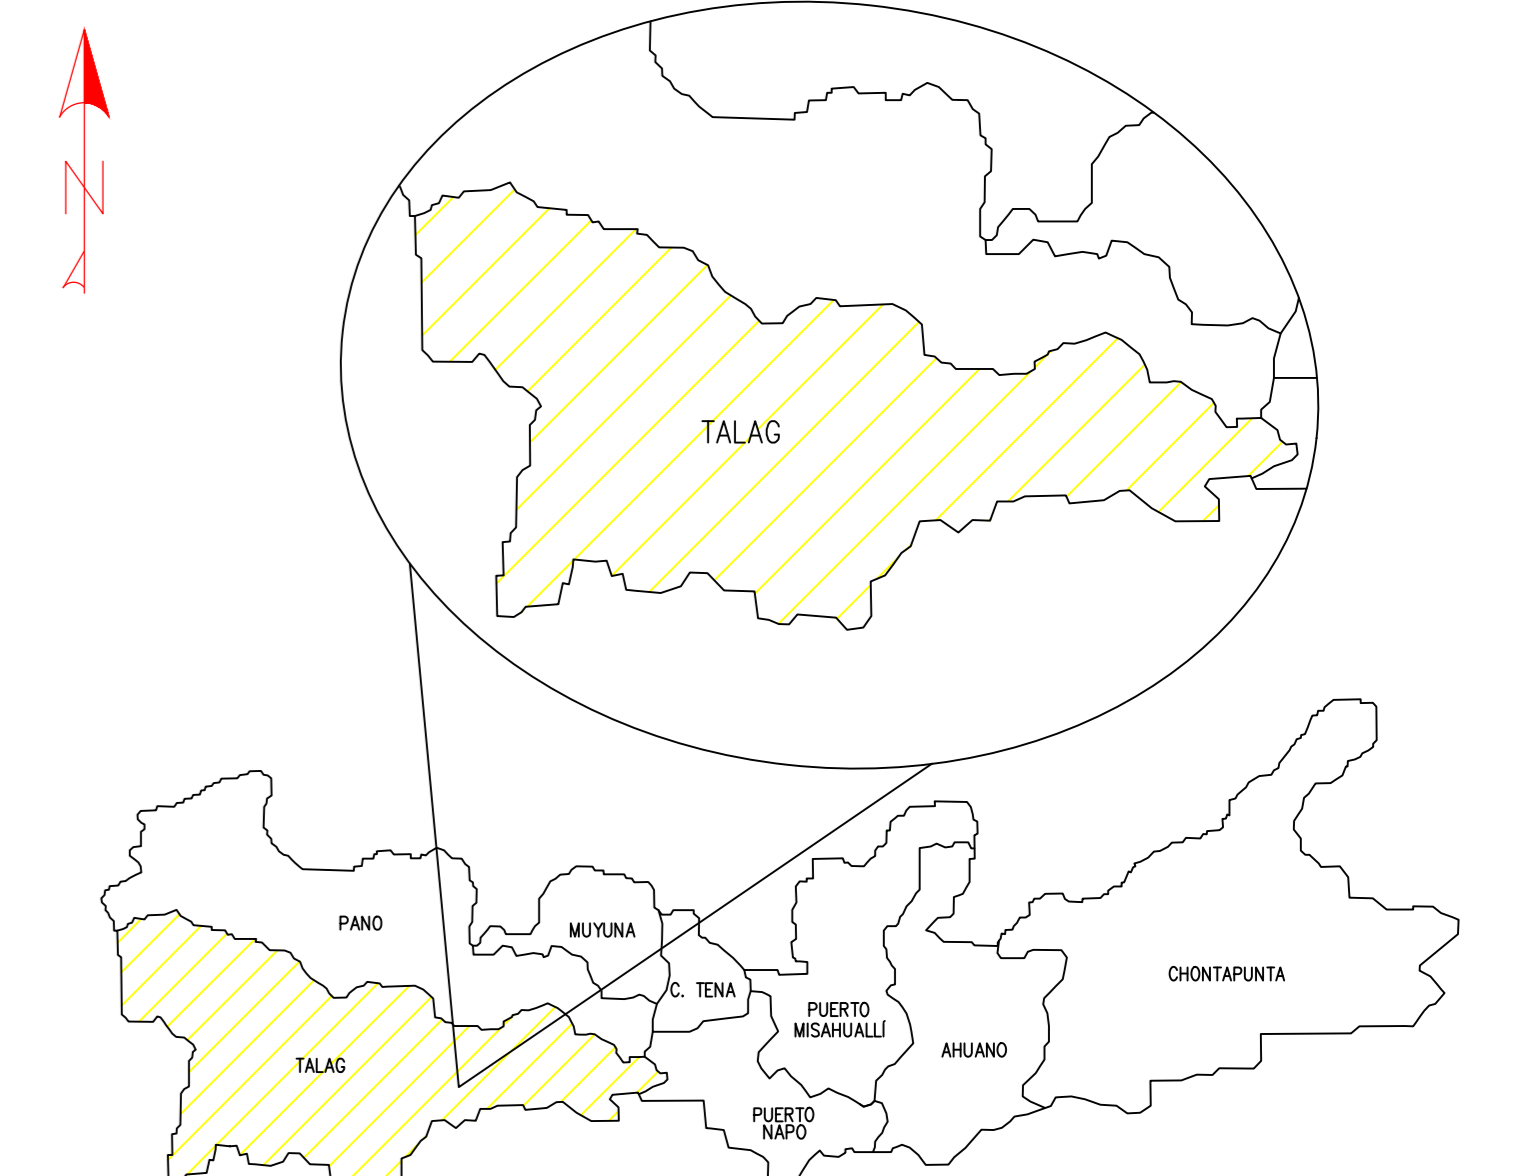 N
TALAG
PANO
MUYUNA
C. TENA
CHONTAPUNTA
PUERTO
MISAHUALLÍ
AHUANO
TALAG
PUERTO
NAPO